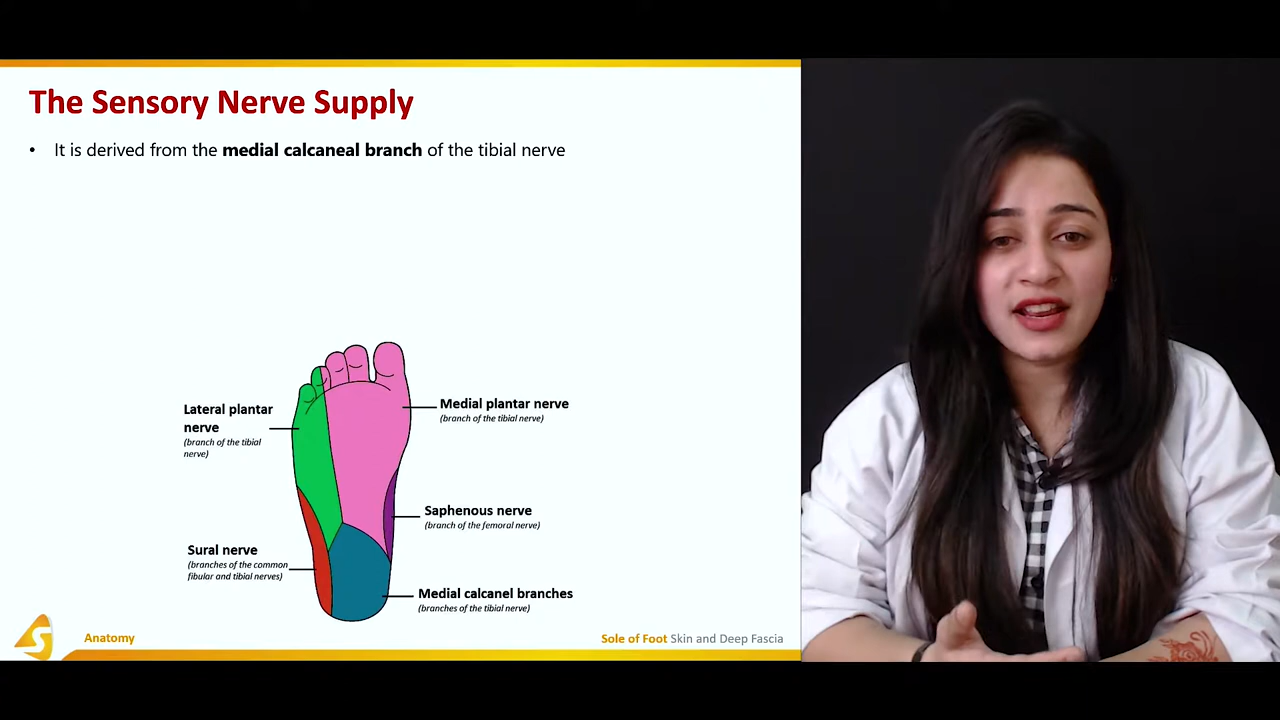 The Sensory Nerve Supply
• It is derived from the medial calcaneal branch of the tibial nerve
Lateral plantar
nerve
(branch of the tibial
nerve)
Medial plantar nerve
(branch of the tibial nerve)
Saphenous nerve
(branch of the femoral nerve)
Sural nerve
(branches of the common
fibular and tibial nerves)
Medial calcanel branches
(branches of the tibial nerve)
Anatomy
Sole of Foot Skin and Deep Fascia